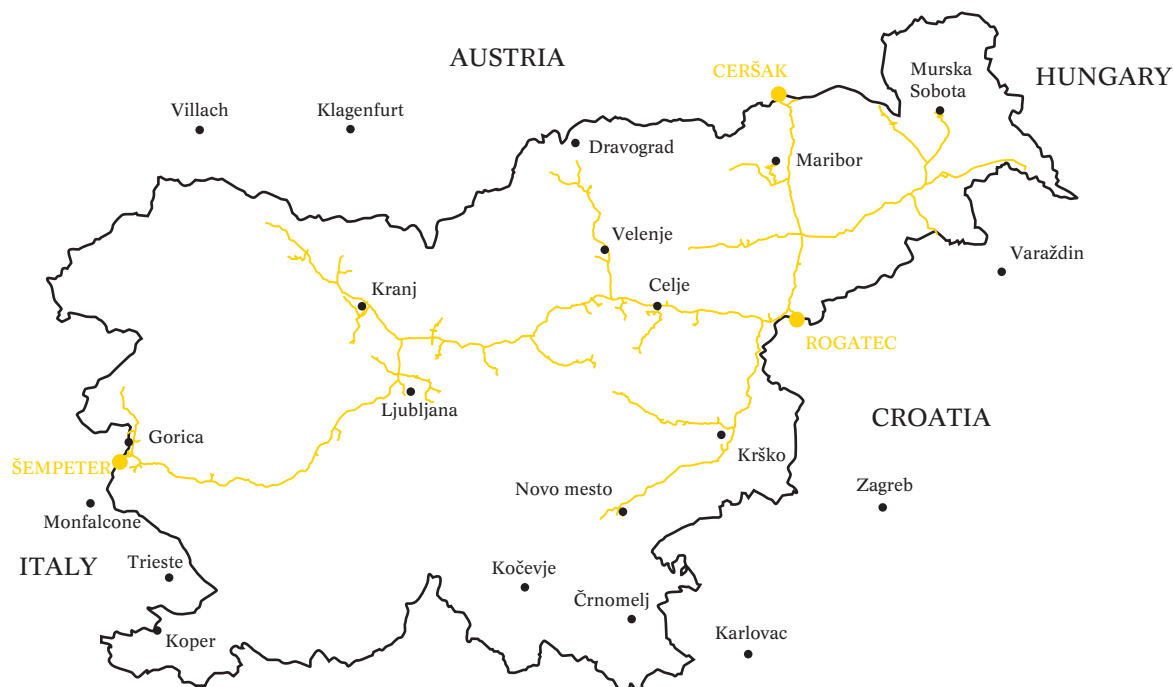 AUSTRIA
HUNGARY
CERŠAK
Murska
Sobota
Villach
Klagenfurt
Dravograd
Maribor
Velenje
Varaždin
Kranj
Celje
ROGATEC
Ljubljana
CROATIA
Gorica
ŠEMPETER
Krško
Novo mesto
Zagreb
Monfalcone
ITALY
Trieste
Kočevje
Črnomelj
Koper
Karlovac